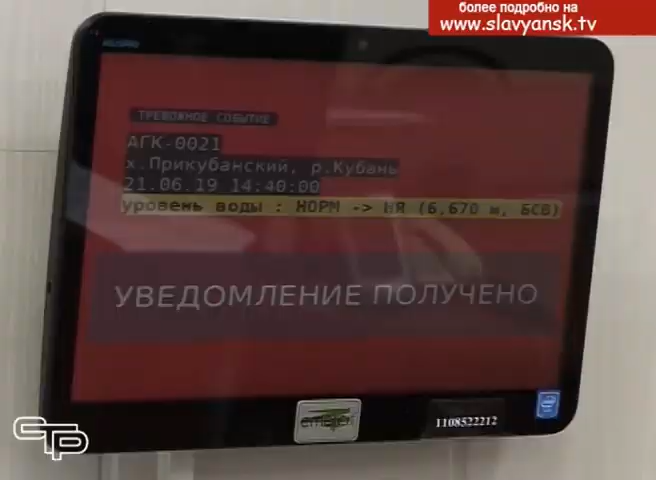 более подробно на
www.slavyansk.tv
ТРЕВОЖНОЕ СОБЫТИЕ
АГК-0021
х.Прикубанский, р.Кубань
21.06.19 14:40:00
уровень воды : НОРМ -> НЯ (6,670 м, БСВ)
УВЕДОМЛЕНИЕ ПОЛУЧЕНО
1108522212
СТР